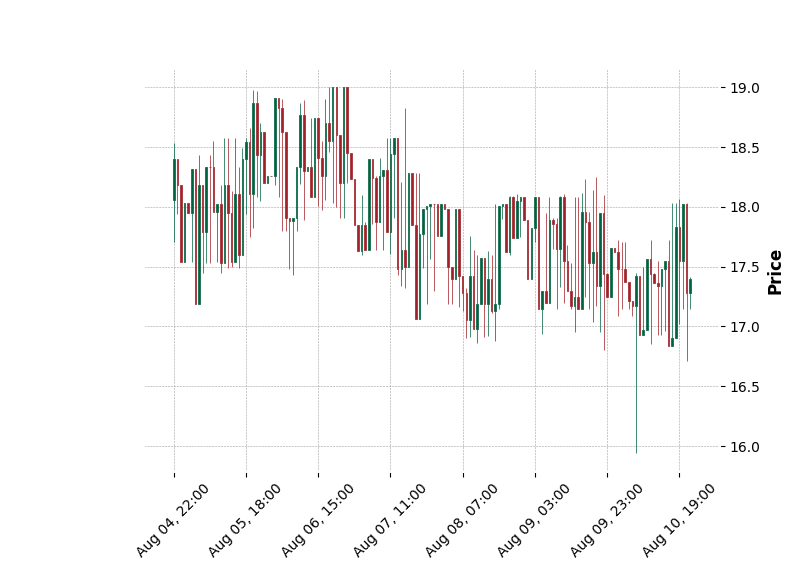 19.0
18.5
18.0
17.5
17.0
16.5
16.0
Price
Aug 04, 22:00
Aug 05, 18:00
Aug 06, 15:00
Aug 07, 11:00
Aug 08, 07:00
Aug 09, 03:00
Aug 09, 23:00
Aug 10, 19:00